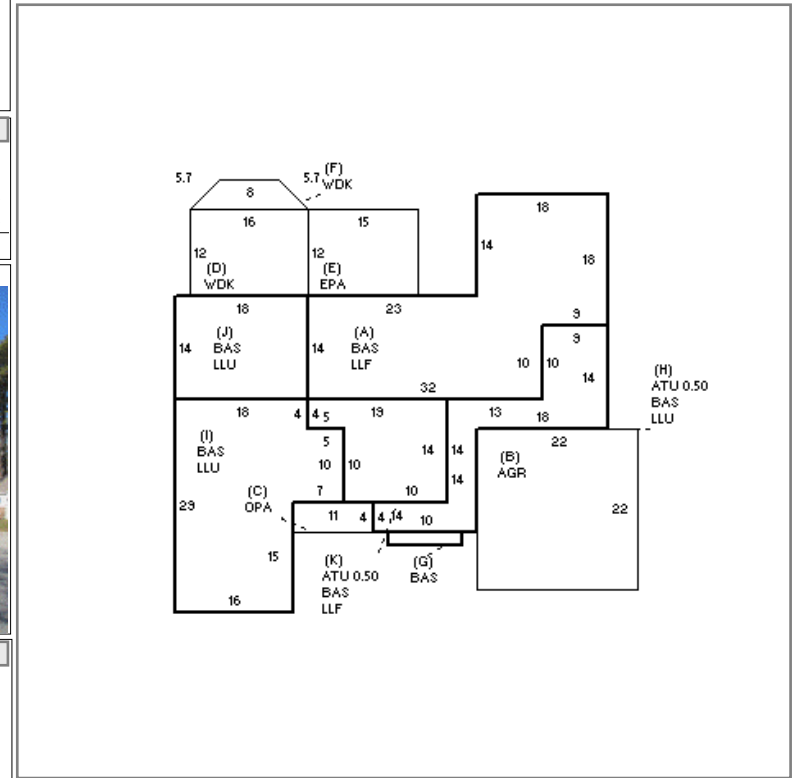 5.7
5.7
(F)
WDK
8
18
16
15
14
12
(D)
WDK
12
(E)
EPA
18
18
23
9
9
14
(J)
BAS
LLU
14
(A)
BAS
LLF
10
10
14
(H)
ATU 0.50
BAS
LLU
32
18
4
4
5
19
13
18
5
(I)
BAS
LLU
14
14
22
(B)
AGR
10
10
14
7
10
29
(C)
OPA
11
4
4
14
10
22
15
(K)
ATU 0.50
BAS
LLF
(G)
BAS
16